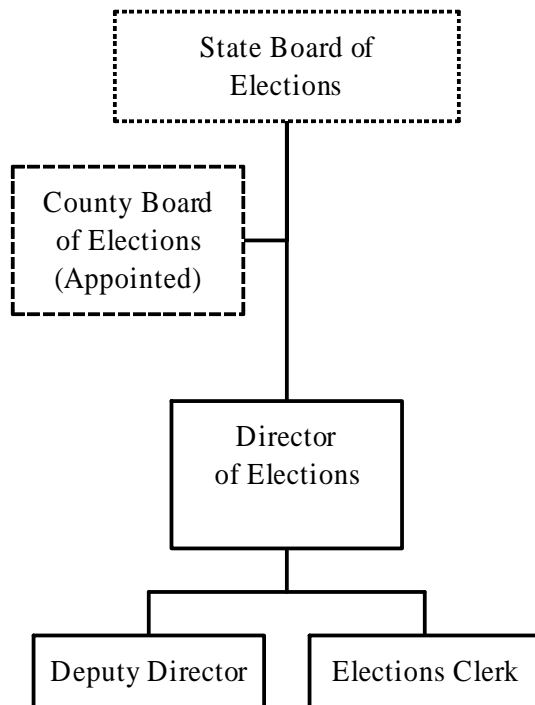 State Board of
Elections
County Board
of Elections
(Appointed)
Director
of Elections
Deputy Director
Elections Clerk